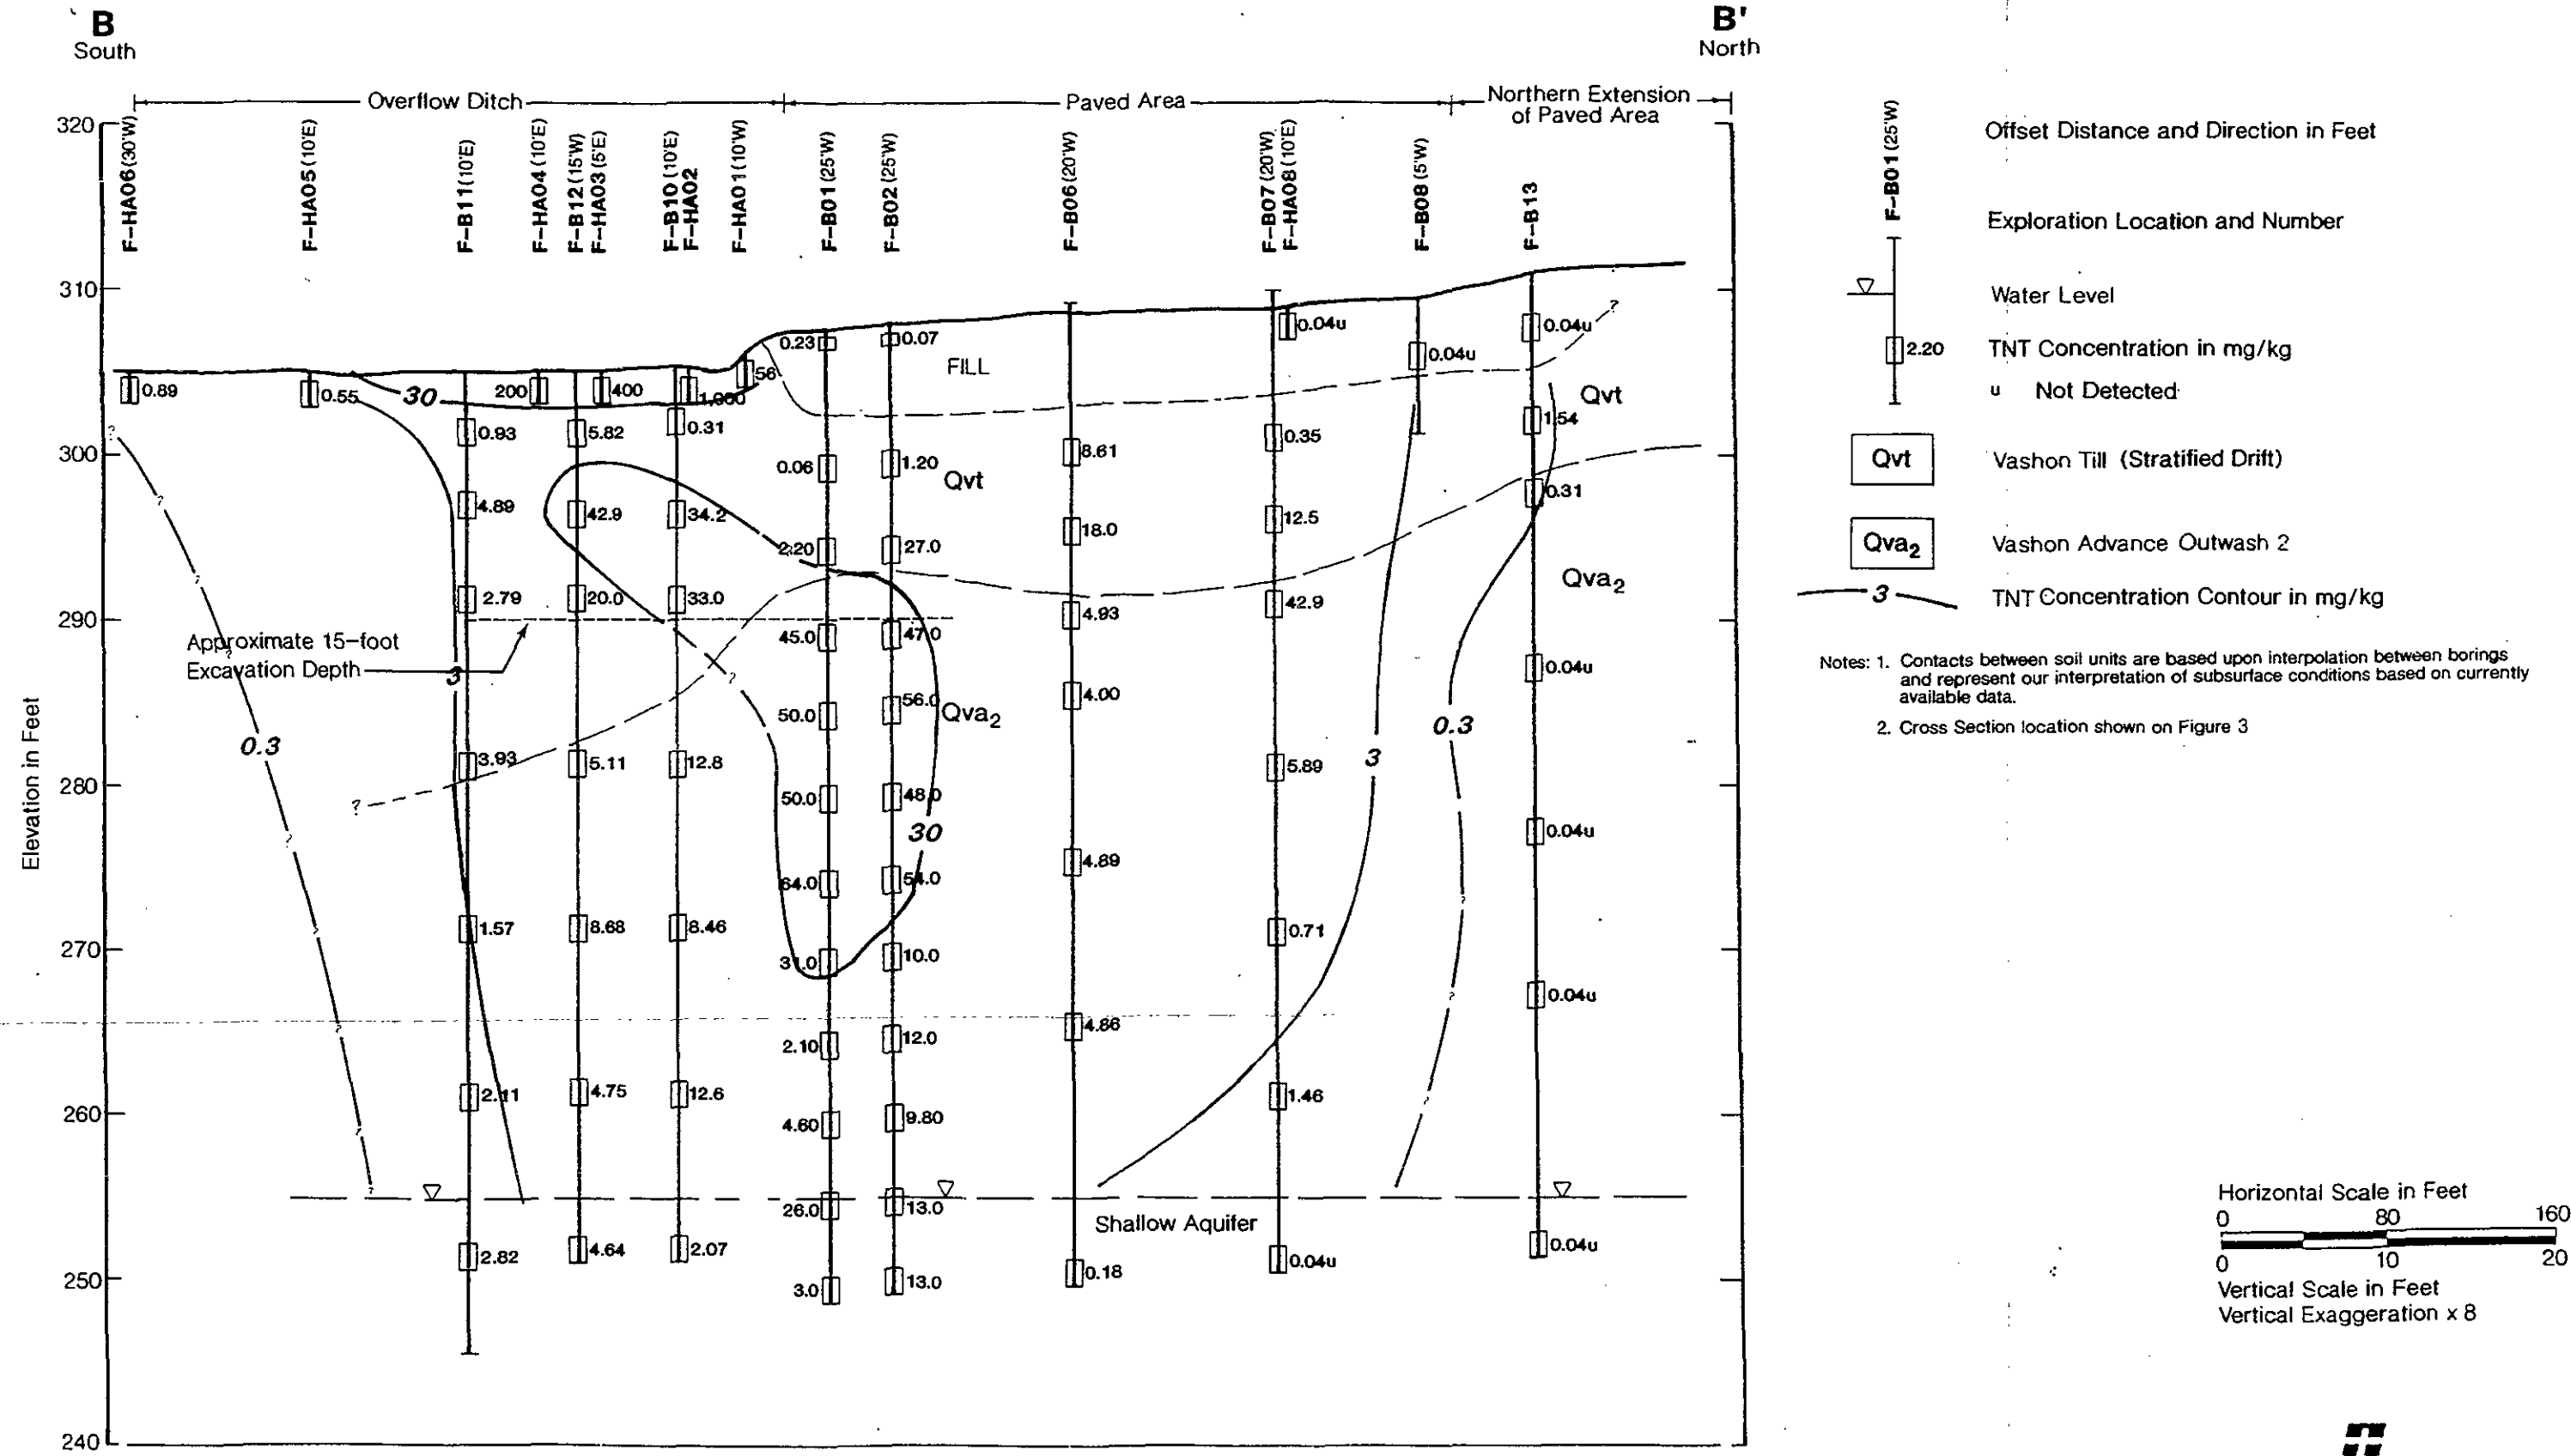 B
South
B'
North
Overflow Ditch
Paved Area
Northern Extension
of Paved Area
F-HA06 (30'W)
F-HA05 (10'E)
F-B11 (10'E)
F-HA04 (10'E)
F-B12 (15'W)
F-HA03 (5'E)
F-B10 (10'E)
F-HA02
F-HA01 (10'W)
F-B01 (25'W)
F-B02 (25'W)
F-B06 (20'W)
F-B07 (20'W)
F-HA08 (10'E)
F-B08 (5'W)
F-B13
Elevation in Feet
320
310
300
290
280
270
260
250
240
0.89
0.55
0.93
4.89
2.79
3.93
1.57
2.11
2.82
200
5.82
42.9
20.0
5.11
8.68
4.75
4.64
400
1,000
0.31
34.2
33.0
12.8
8.46
12.6
2.07
56
0.23
0.06
2.20
45.0
50.0
50.0
64.0
31.0
2.10
4.60
26.0
3.0
0.07
1.20
27.0
47.0
56.0
48.0
54.0
10.0
12.0
9.80
13.0
13.0
8.61
18.0
4.93
4.00
4.89
4.86
0.18
0.04u
0.35
12.5
42.9
5.89
0.71
1.46
0.04u
0.04u
0.04u
1.54
0.31
0.04u
0.04u
0.04u
0.04u
30
3
0.3
30
3
0.3
FILL
Qvt
Qvt
Qva2
Qva2
Approximate 15-foot
Excavation Depth
Shallow Aquifer
F-B01 (25'W)
Offset Distance and Direction in Feet
Exploration Location and Number
Water Level
2.20 TNT Concentration in mg/kg
u Not Detected
Qvt Vashon Till (Stratified Drift)
Qva2 Vashon Advance Outwash 2
3 TNT Concentration Contour in mg/kg
Notes: 1. Contacts between soil units are based upon interpolation between borings
and represent our interpretation of subsurface conditions based on currently
available data.
2. Cross Section location shown on Figure 3
Horizontal Scale in Feet
0 80 160
0 10 20
Vertical Scale in Feet
Vertical Exaggeration x 8